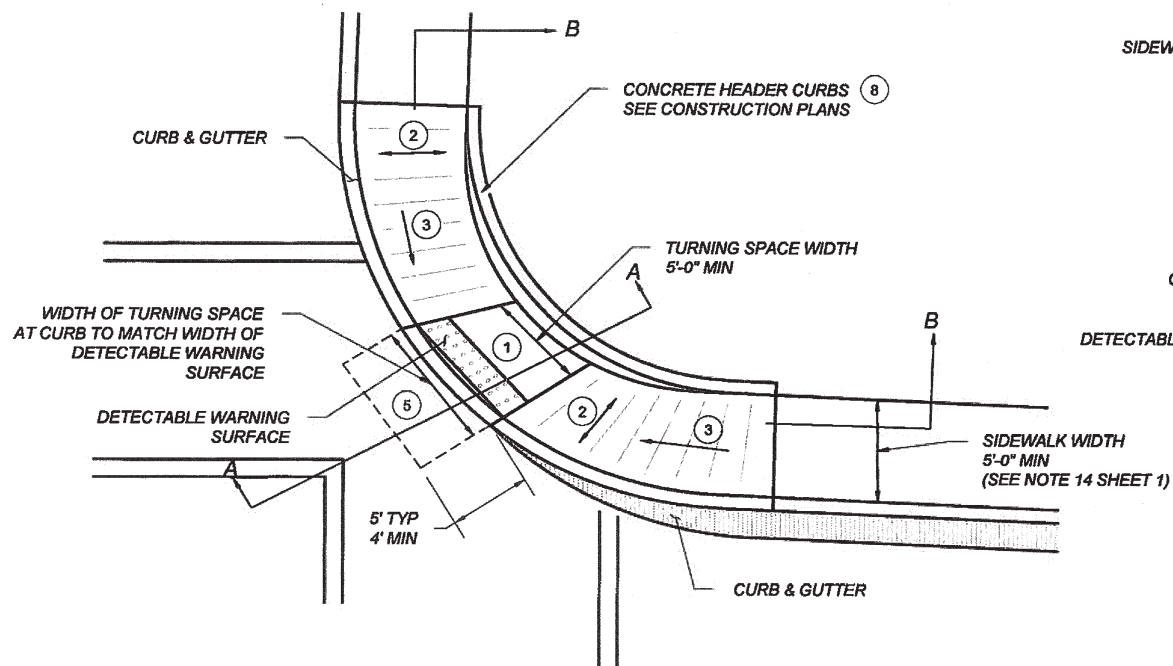 B
SIDEW
CONCRETE HEADER CURBS 8
SEE CONSTRUCTION PLANS
CURB & GUTTER
2
3
TURNING SPACE WIDTH
5'-0" MIN
A
WIDTH OF TURNING SPACE
AT CURB TO MATCH WIDTH OF
DETECTABLE WARNING
SURFACE
B
DETECTABL
1
5
2
3
DETECTABLE WARNING
SURFACE
SIDEWALK WIDTH
5'-0" MIN
(SEE NOTE 14 SHEET 1)
A
5' TYP
4' MIN
CURB & GUTTER